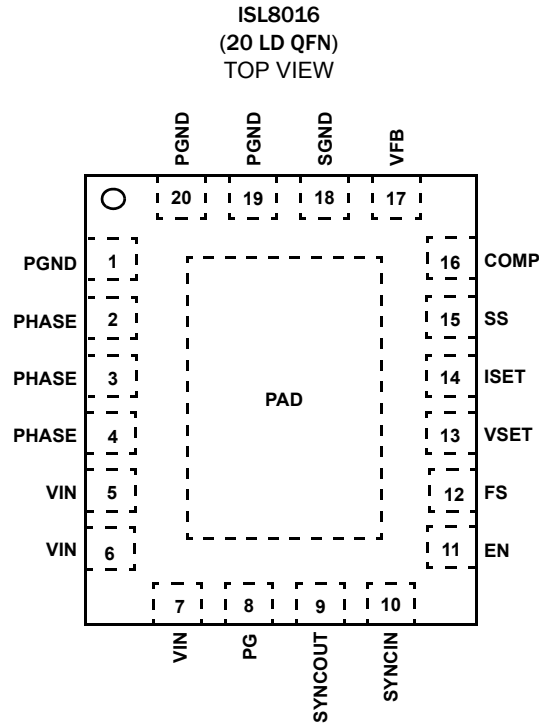 ISL8016
(20 LD QFN)
TOP VIEW
PGND
PGND
SGND
VFB
20
19
18
17
PGND 1
16 COMP
PHASE 2
15 SS
PHASE 3
14 ISET
PAD
PHASE 4
13 VSET
VIN 5
12 FS
VIN 6
11 EN
7
8
9
10
VIN
PG
SYNCOUT
SYNCIN